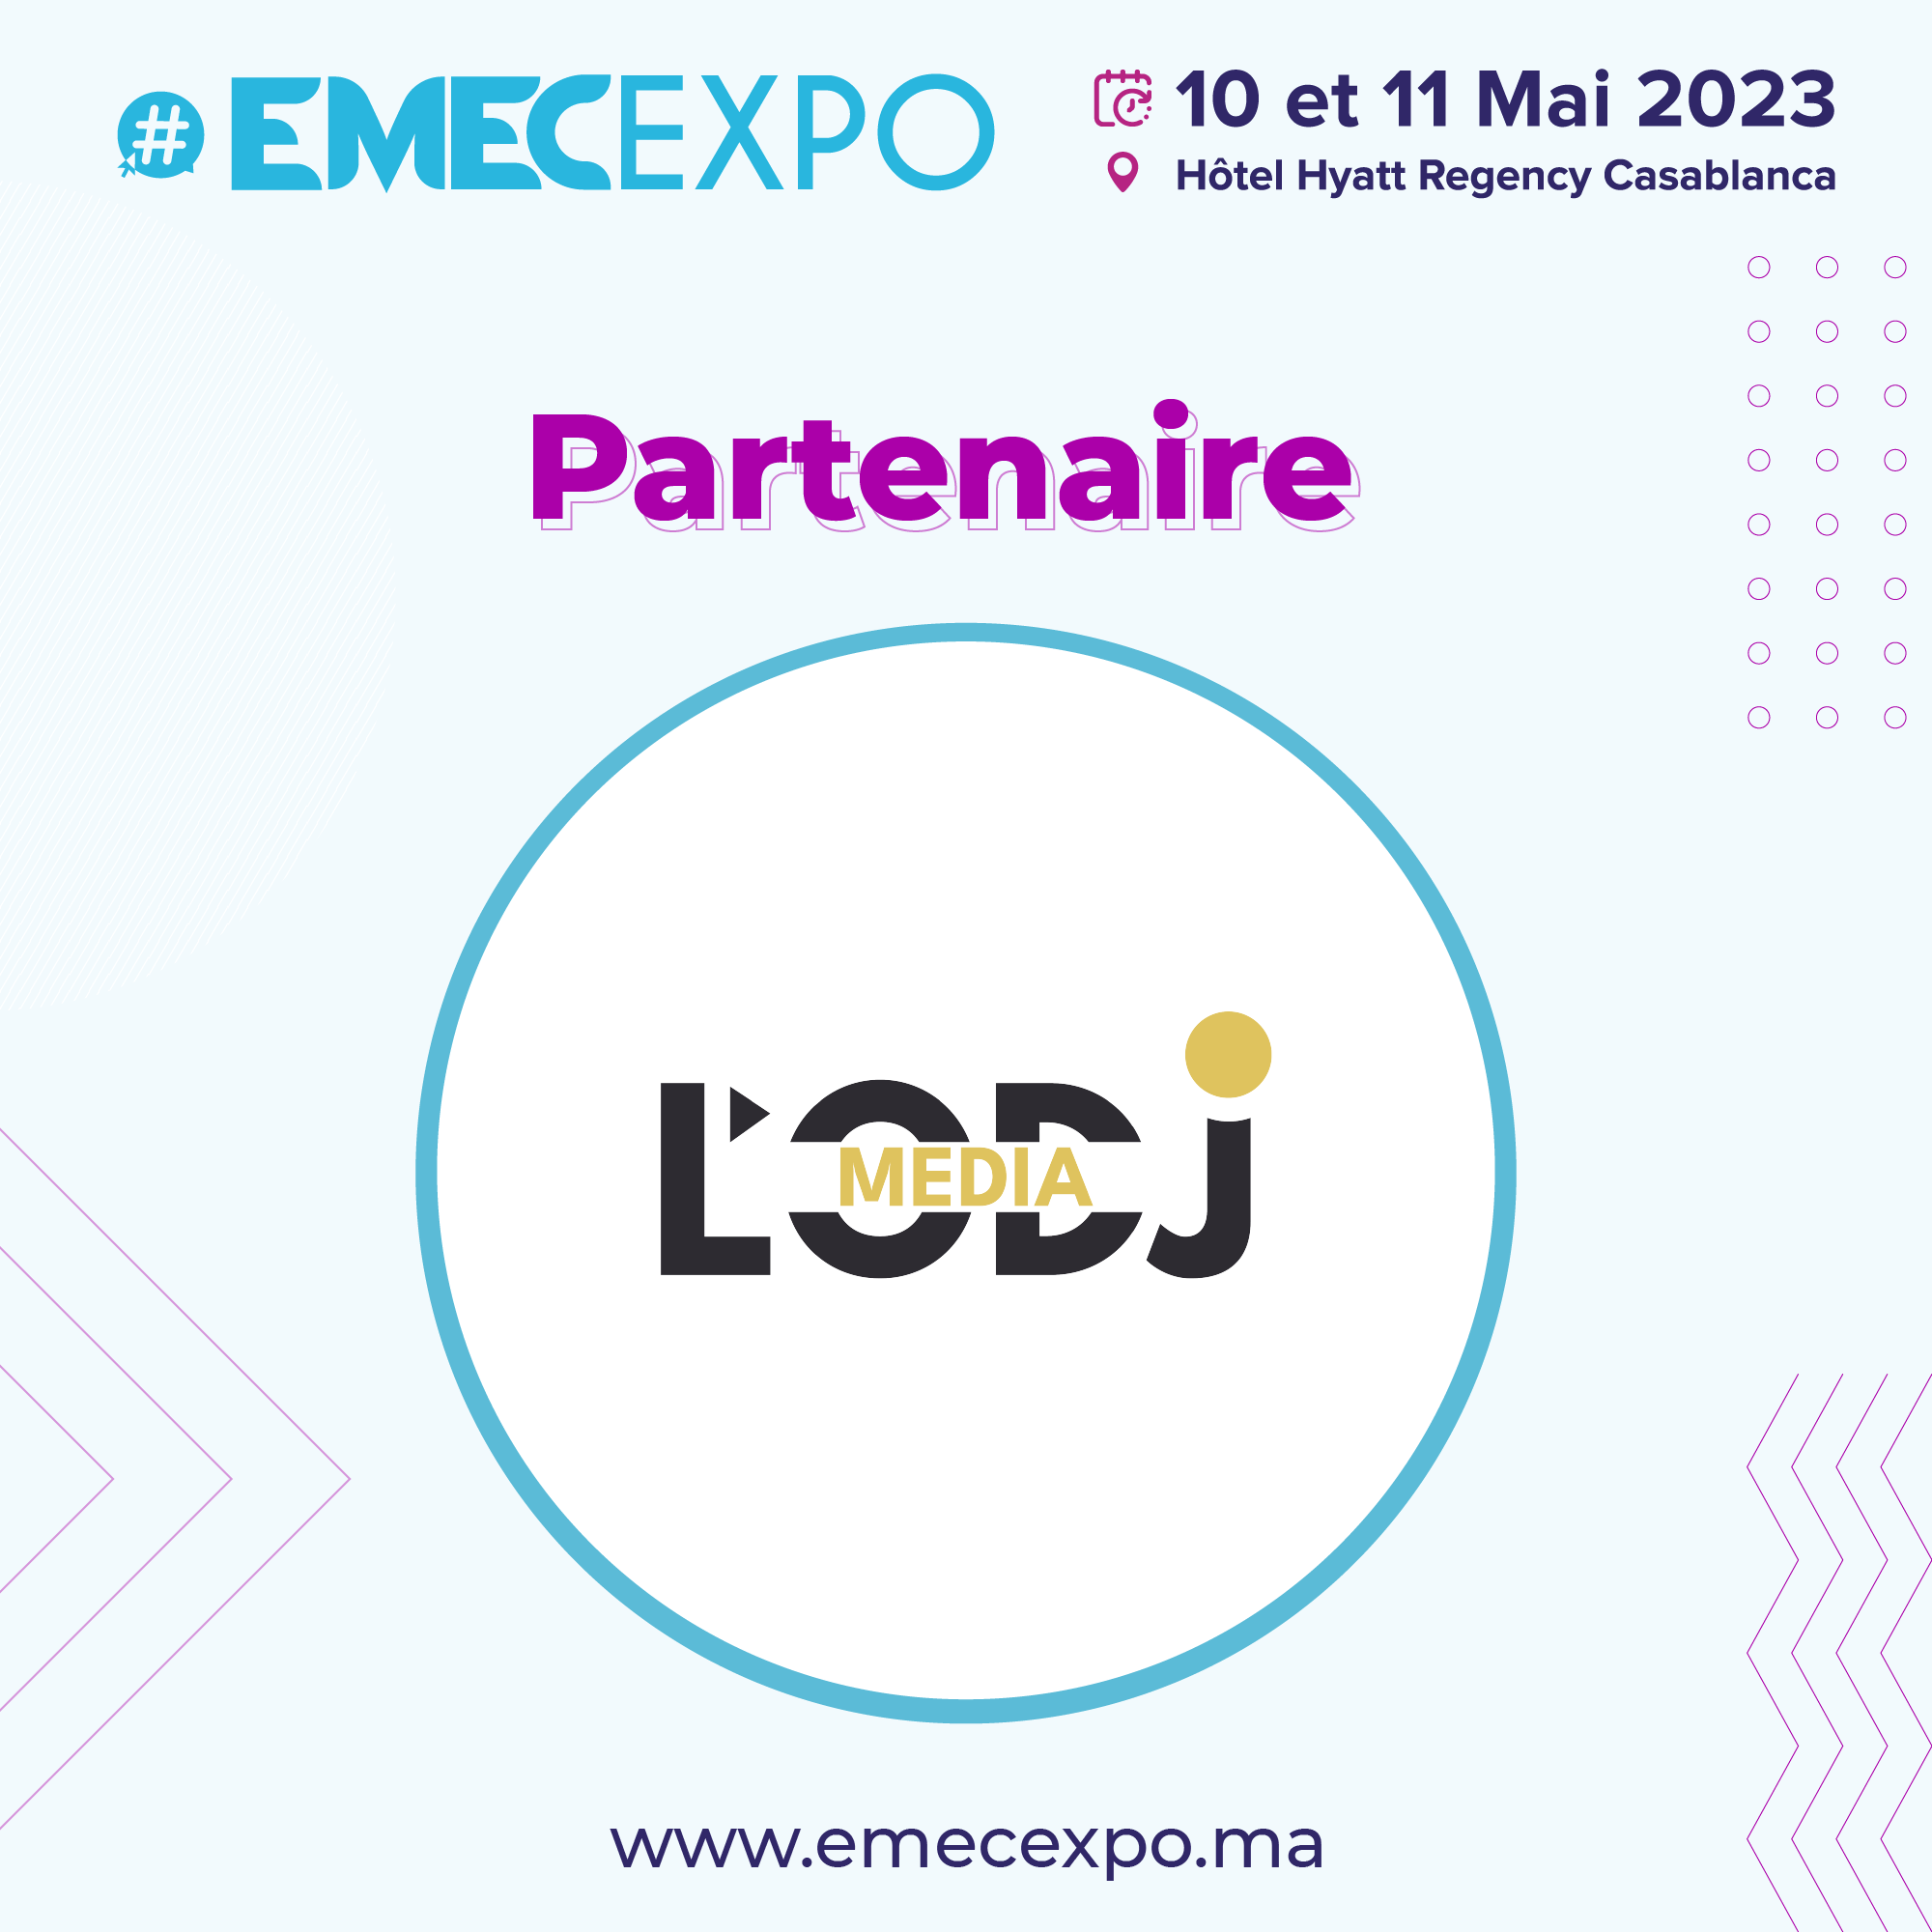 # EMECEXPO
10 et 11 Mai 2023
Hôtel Hyatt Regency Casablanca
Partenaire
L'ODJ
MEDIA
www.emecexpo.ma